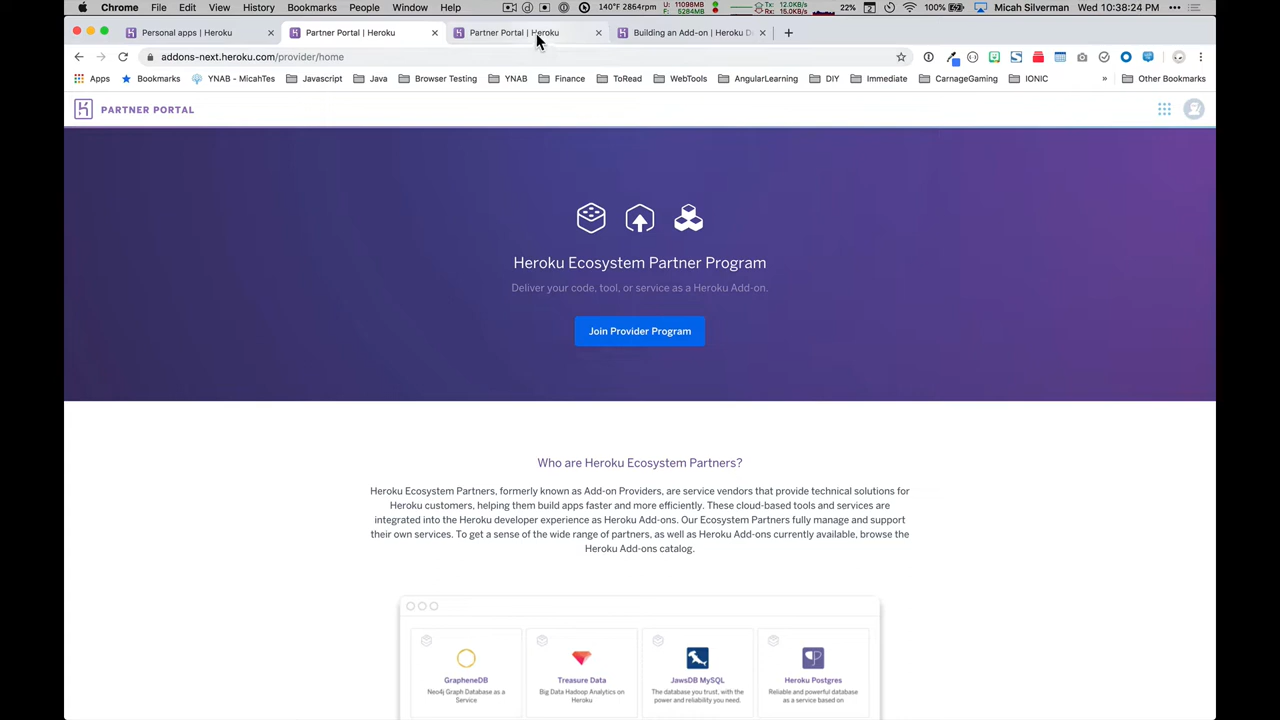 Chrome File Edit View History Bookmarks People Window Help 140°F 2864rpm U: 11098MB F: 5284MB Tx: 12.0KB/s Rx: 15.0KB/s 22% 100% Micah Silverman 10:38:24 PM
Personal apps | Heroku Partner Portal | Heroku Partner Portal | Heroku Building an Add-on | Heroku D
addons-next.heroku.com/provider/home
Apps Bookmarks YNAB - MicahTes Javascript Java Browser Testing YNAB Finance ToRead WebTools AngularLearning DIY Immediate CarnageGaming IONIC » Other Bookmarks
PARTNER PORTAL
Heroku Ecosystem Partner Program
Deliver your code, tool, or service as a Heroku Add-on.
Join Provider Program
Who are Heroku Ecosystem Partners?
Heroku Ecosystem Partners, formerly known as Add-on Providers, are service vendors that provide technical solutions for
Heroku customers, helping them build apps faster and more efficiently. These cloud-based tools and services are
integrated into the Heroku developer experience as Heroku Add-ons. Our Ecosystem Partners fully manage and support
their own services. To get a sense of the wide range of partners, as well as Heroku Add-ons currently available, browse the
Heroku Add-ons catalog.
GrapheneDB Treasure Data JawsDB MySQL Heroku Postgres
Neo4j Graph Database as a Big Data Hadoop Analytics on The database you trust, with the Reliable and powerful database
Service Heroku power and reliability you need. as a service based on